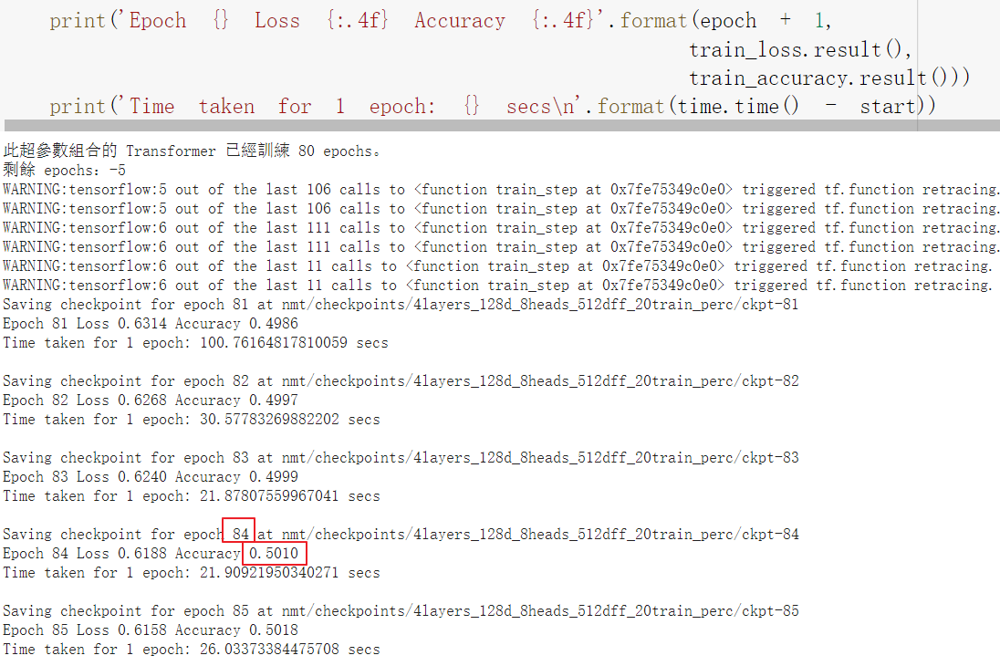 print('Epoch {} Loss {:.4f} Accuracy {:.4f}'.format(epoch + 1,
train_loss.result(),
train_accuracy.result()))
print('Time taken for 1 epoch: {} secs\n'.format(time.time() - start))
此超參數組合的 Transformer 已經訓練 80 epochs。
剩餘 epochs：-5
WARNING:tensorflow:5 out of the last 106 calls to <function train_step at 0x7fe75349c0e0> triggered tf.function retracing.
WARNING:tensorflow:5 out of the last 106 calls to <function train_step at 0x7fe75349c0e0> triggered tf.function retracing.
WARNING:tensorflow:6 out of the last 111 calls to <function train_step at 0x7fe75349c0e0> triggered tf.function retracing.
WARNING:tensorflow:6 out of the last 111 calls to <function train_step at 0x7fe75349c0e0> triggered tf.function retracing.
WARNING:tensorflow:6 out of the last 11 calls to <function train_step at 0x7fe75349c0e0> triggered tf.function retracing.
WARNING:tensorflow:6 out of the last 11 calls to <function train_step at 0x7fe75349c0e0> triggered tf.function retracing.
Saving checkpoint for epoch 81 at nmt/checkpoints/4layers_128d_8heads_512dff_20train_perc/ckpt-81
Epoch 81 Loss 0.6314 Accuracy 0.4986
Time taken for 1 epoch: 100.76164817810059 secs
Saving checkpoint for epoch 82 at nmt/checkpoints/4layers_128d_8heads_512dff_20train_perc/ckpt-82
Epoch 82 Loss 0.6268 Accuracy 0.4997
Time taken for 1 epoch: 30.57783269882202 secs
Saving checkpoint for epoch 83 at nmt/checkpoints/4layers_128d_8heads_512dff_20train_perc/ckpt-83
Epoch 83 Loss 0.6240 Accuracy 0.4999
Time taken for 1 epoch: 21.87807559967041 secs
Saving checkpoint for epoch 84 at nmt/checkpoints/4layers_128d_8heads_512dff_20train_perc/ckpt-84
Epoch 84 Loss 0.6188 Accuracy 0.5010
Time taken for 1 epoch: 21.90921950340271 secs
Saving checkpoint for epoch 85 at nmt/checkpoints/4layers_128d_8heads_512dff_20train_perc/ckpt-85
Epoch 85 Loss 0.6158 Accuracy 0.5018
Time taken for 1 epoch: 26.03373384475708 secs